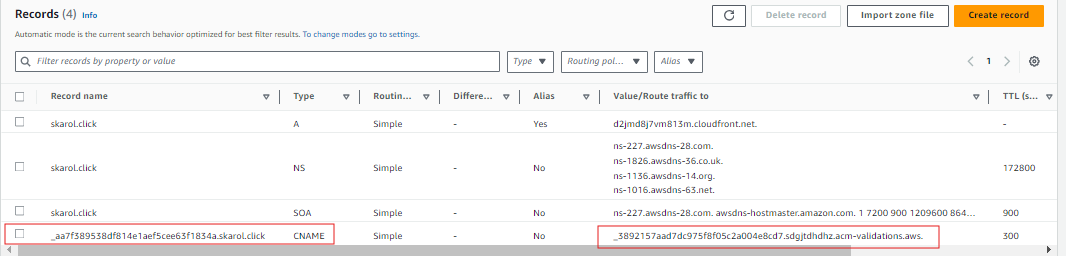 Records (4) Info
Delete record
Import zone file
Create record
Automatic mode is the current search behavior optimized for best filter results. To change modes go to settings.
Filter records by property or value
Type
Routing pol...
Alias
1
Record name Type Routin... Differe... Alias Value/Route traffic to TTL (s...
skarol.click A Simple - Yes d2jmd8j7vm813m.cloudfront.net. -
skarol.click NS Simple - No ns-227.awsdns-28.com.
ns-1826.awsdns-36.co.uk.
ns-1136.awsdns-14.org.
ns-1016.awsdns-63.net.
172800
skarol.click SOA Simple - No ns-227.awsdns-28.com. awsdns-hostmaster.amazon.com. 1 7200 900 1209600 864... 900
_aa7f389538df814e1aef5cee63f1834a.skarol.click CNAME Simple - No _3892157aad7dc975f8f05c2a004e8cd7.sdgjtdhdhz.acm-validations.aws. 300